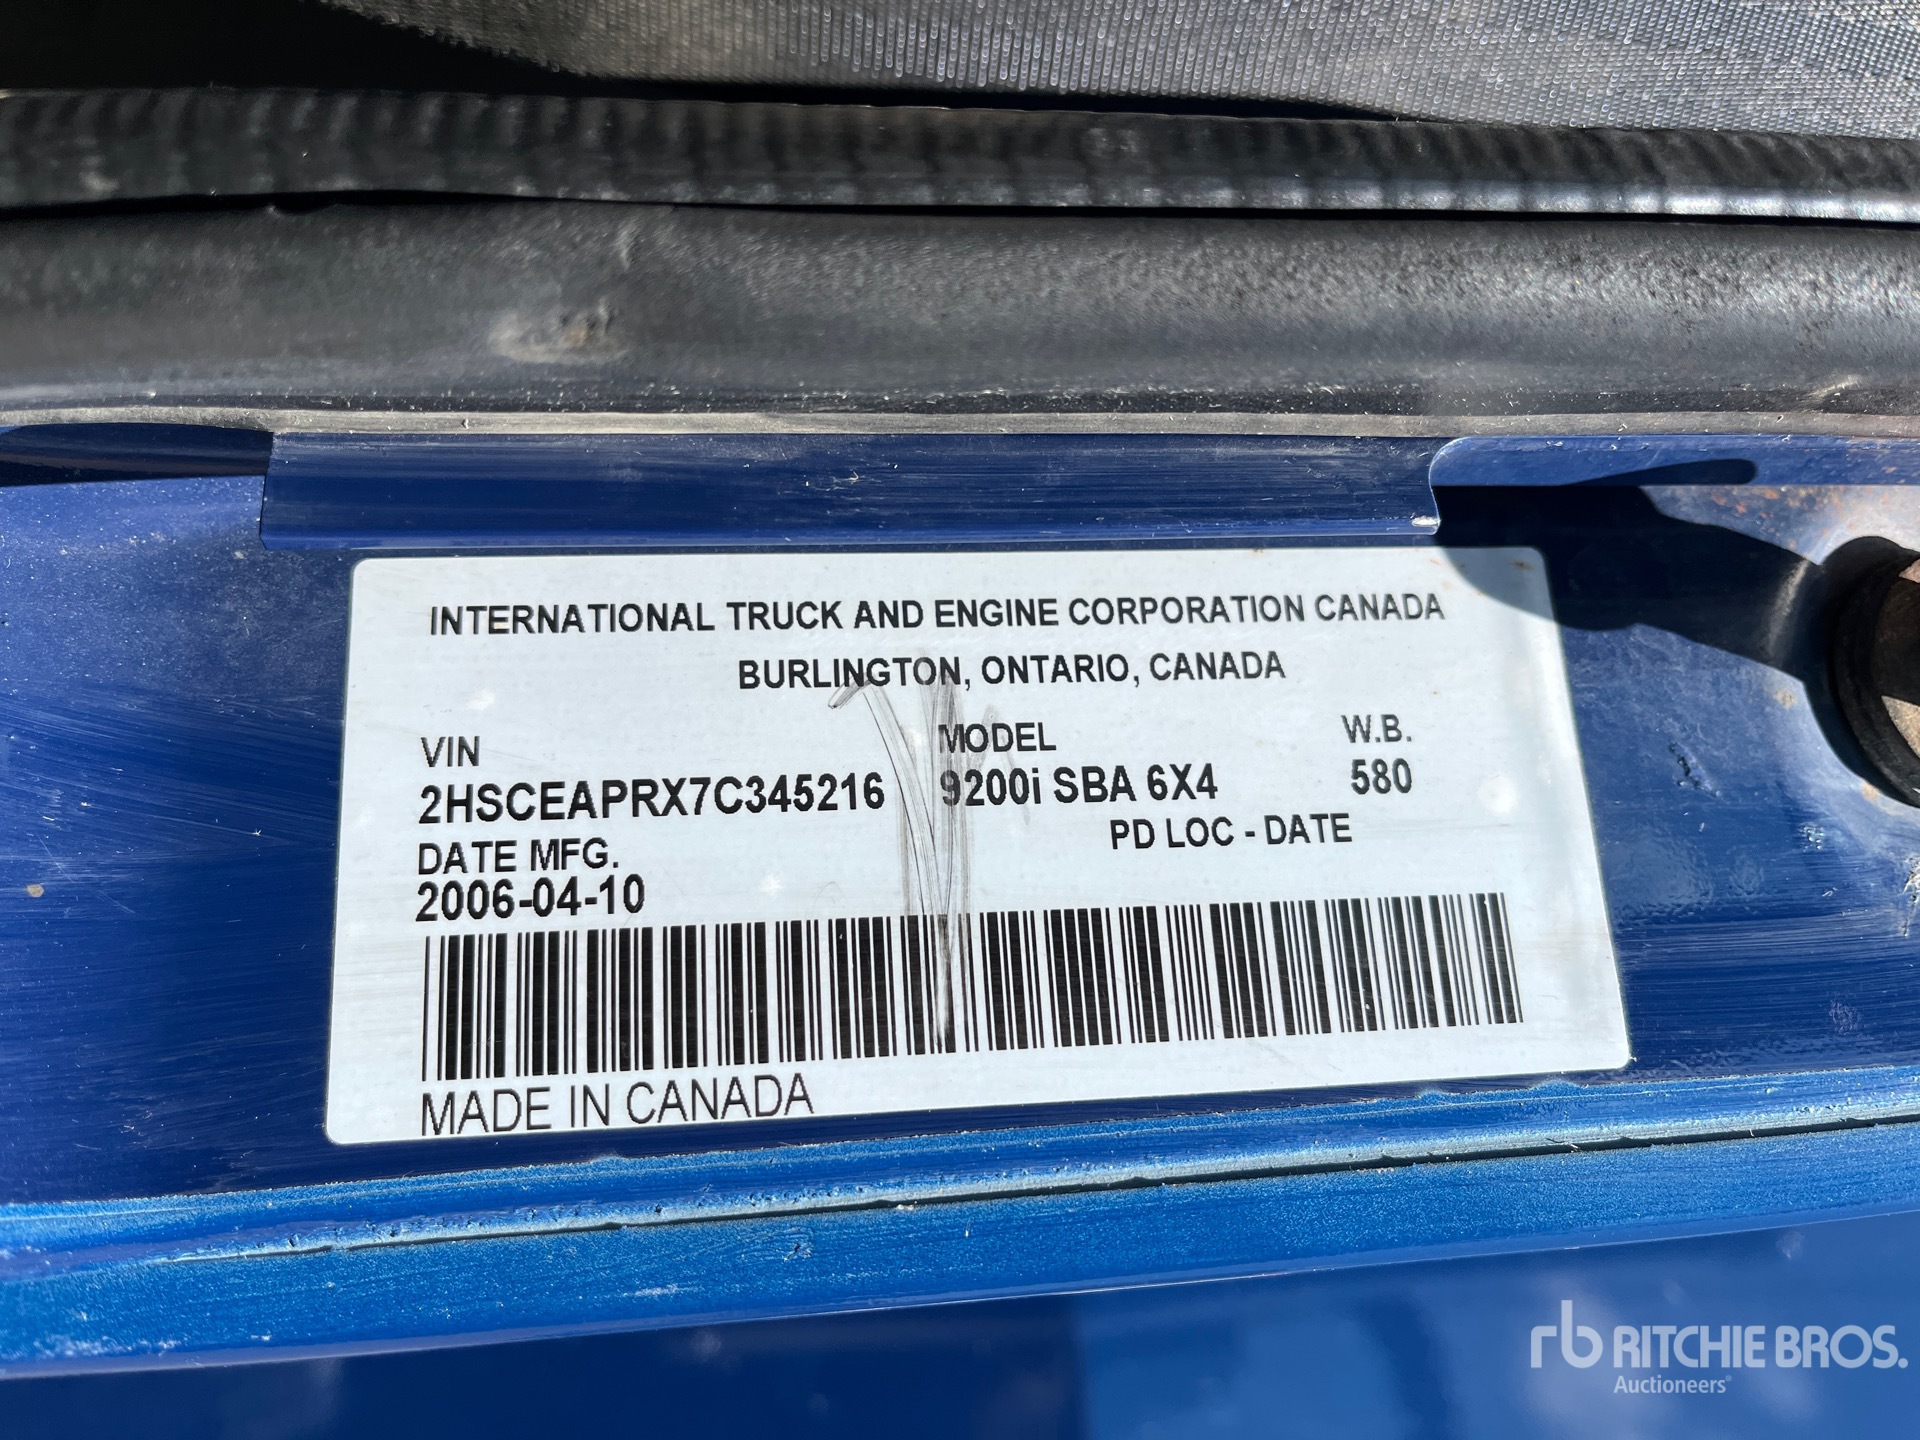 INTERNATIONAL TRUCK AND ENGINE CORPORATION CANADA
BURLINGTON, ONTARIO, CANADA
VIN MODEL W.B.
2HSCEAPRX7C345216 9200i SBA 6X4 580
DATE MFG. PD LOC - DATE
2006-04-10
MADE IN CANADA
rb RITCHIE BROS.
Auctioneers